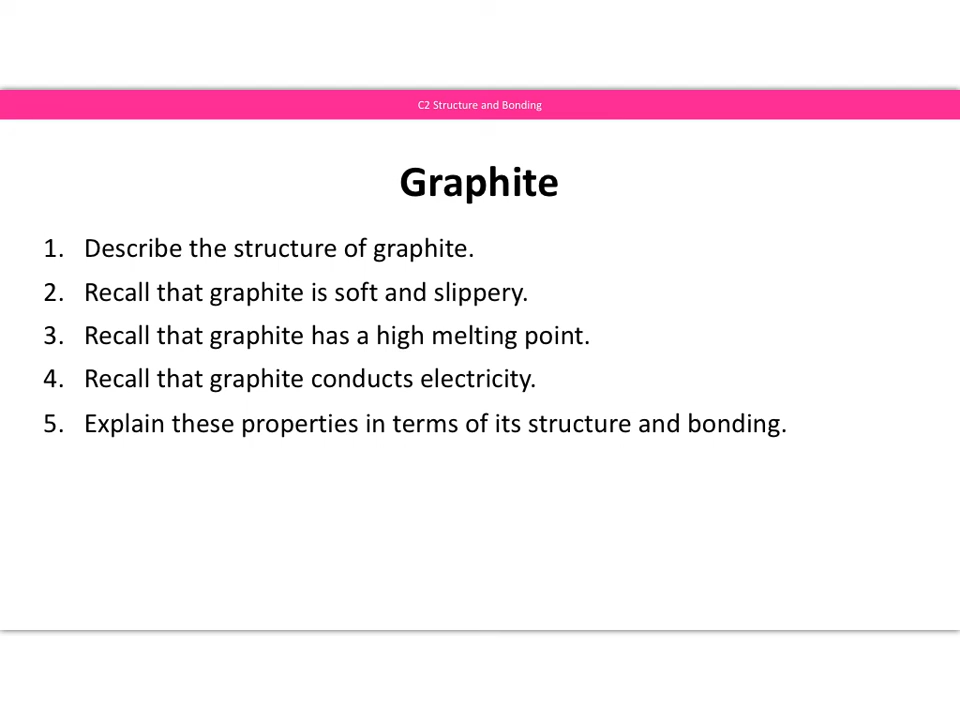 C2 Structure and Bonding
Graphite
1. Describe the structure of graphite.
2. Recall that graphite is soft and slippery.
3. Recall that graphite has a high melting point.
4. Recall that graphite conducts electricity.
5. Explain these properties in terms of its structure and bonding.